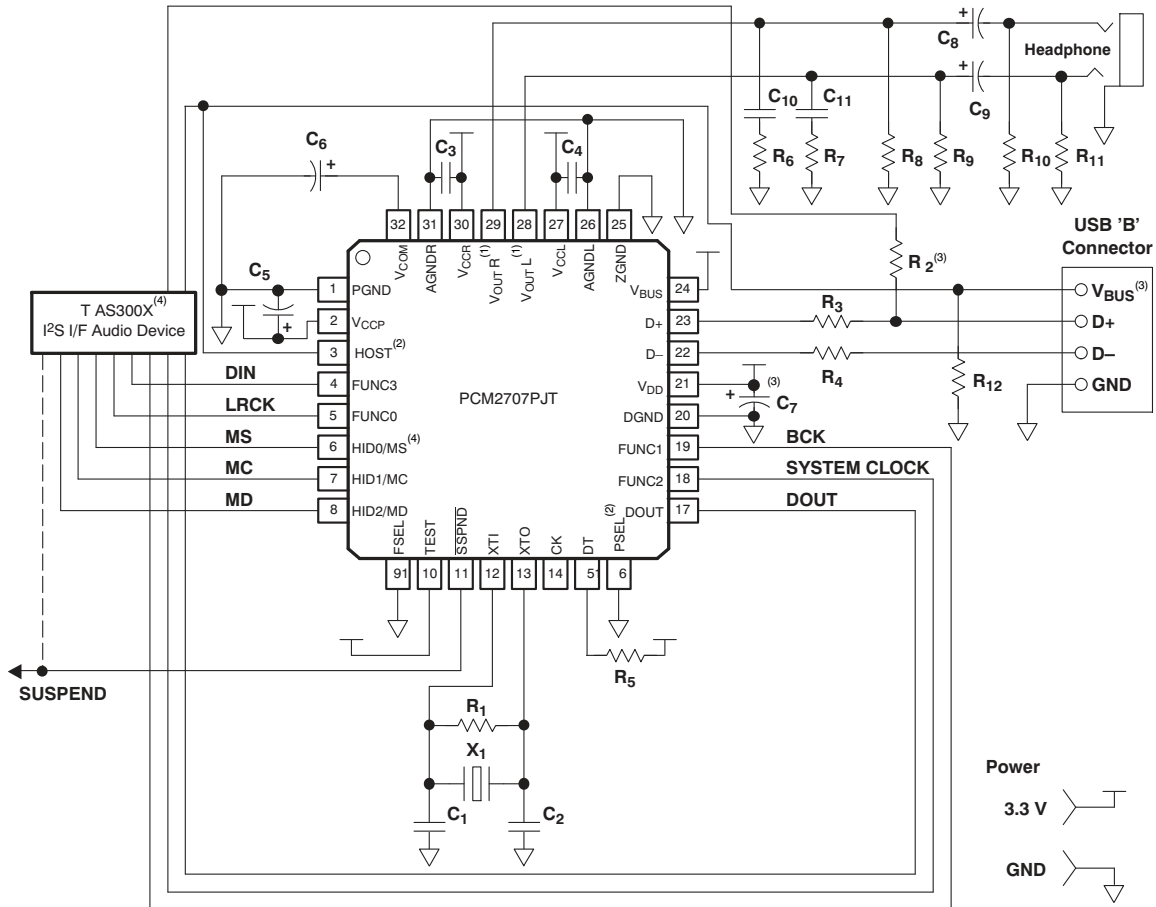 C8
+
Headphone
C9
+
C10
C11
R6
R7
R8
R9
R10
R11
C6
+
C3
C4
32
31
30
29
28
27
26
25
VCOM
AGNDR
VCCR
VOUTR(1)
VOUTL(1)
VCCL
AGNDL
ZGND
USB 'B'
Connector
VBUS(3)
D+
D–
GND
R2(3)
R3
R4
R12
C5
+
T AS300X(4)
I2S I/F Audio Device
1 PGND
2 VCCP
3 HOST(2)
DIN 4 FUNC3
LRCK 5 FUNC0
MS 6 HID0/MS(4)
MC 7 HID1/MC
MD 8 HID2/MD
PCM2707PJT
VBUS 24
D+ 23
D– 22
VDD 21
DGND 20
FUNC1 19 BCK
FUNC2 18 SYSTEM CLOCK
DOUT 17 DOUT
(3)
+
C7
FSEL
TEST
SSPND
XTI
XTO
CK
DT
PSEL(2)
91
10
11
12
13
14
51
6
SUSPEND
R5
R1
X1
C1
C2
Power
3.3 V
GND